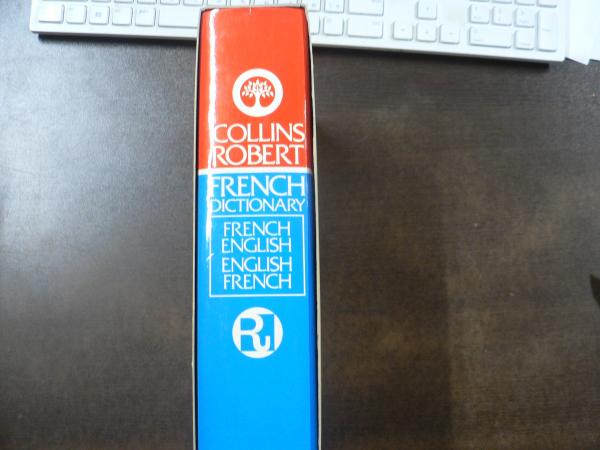 COLLINS
ROBERT
FRENCH
DICTIONARY
FRENCH
ENGLISH
ENGLISH
FRENCH